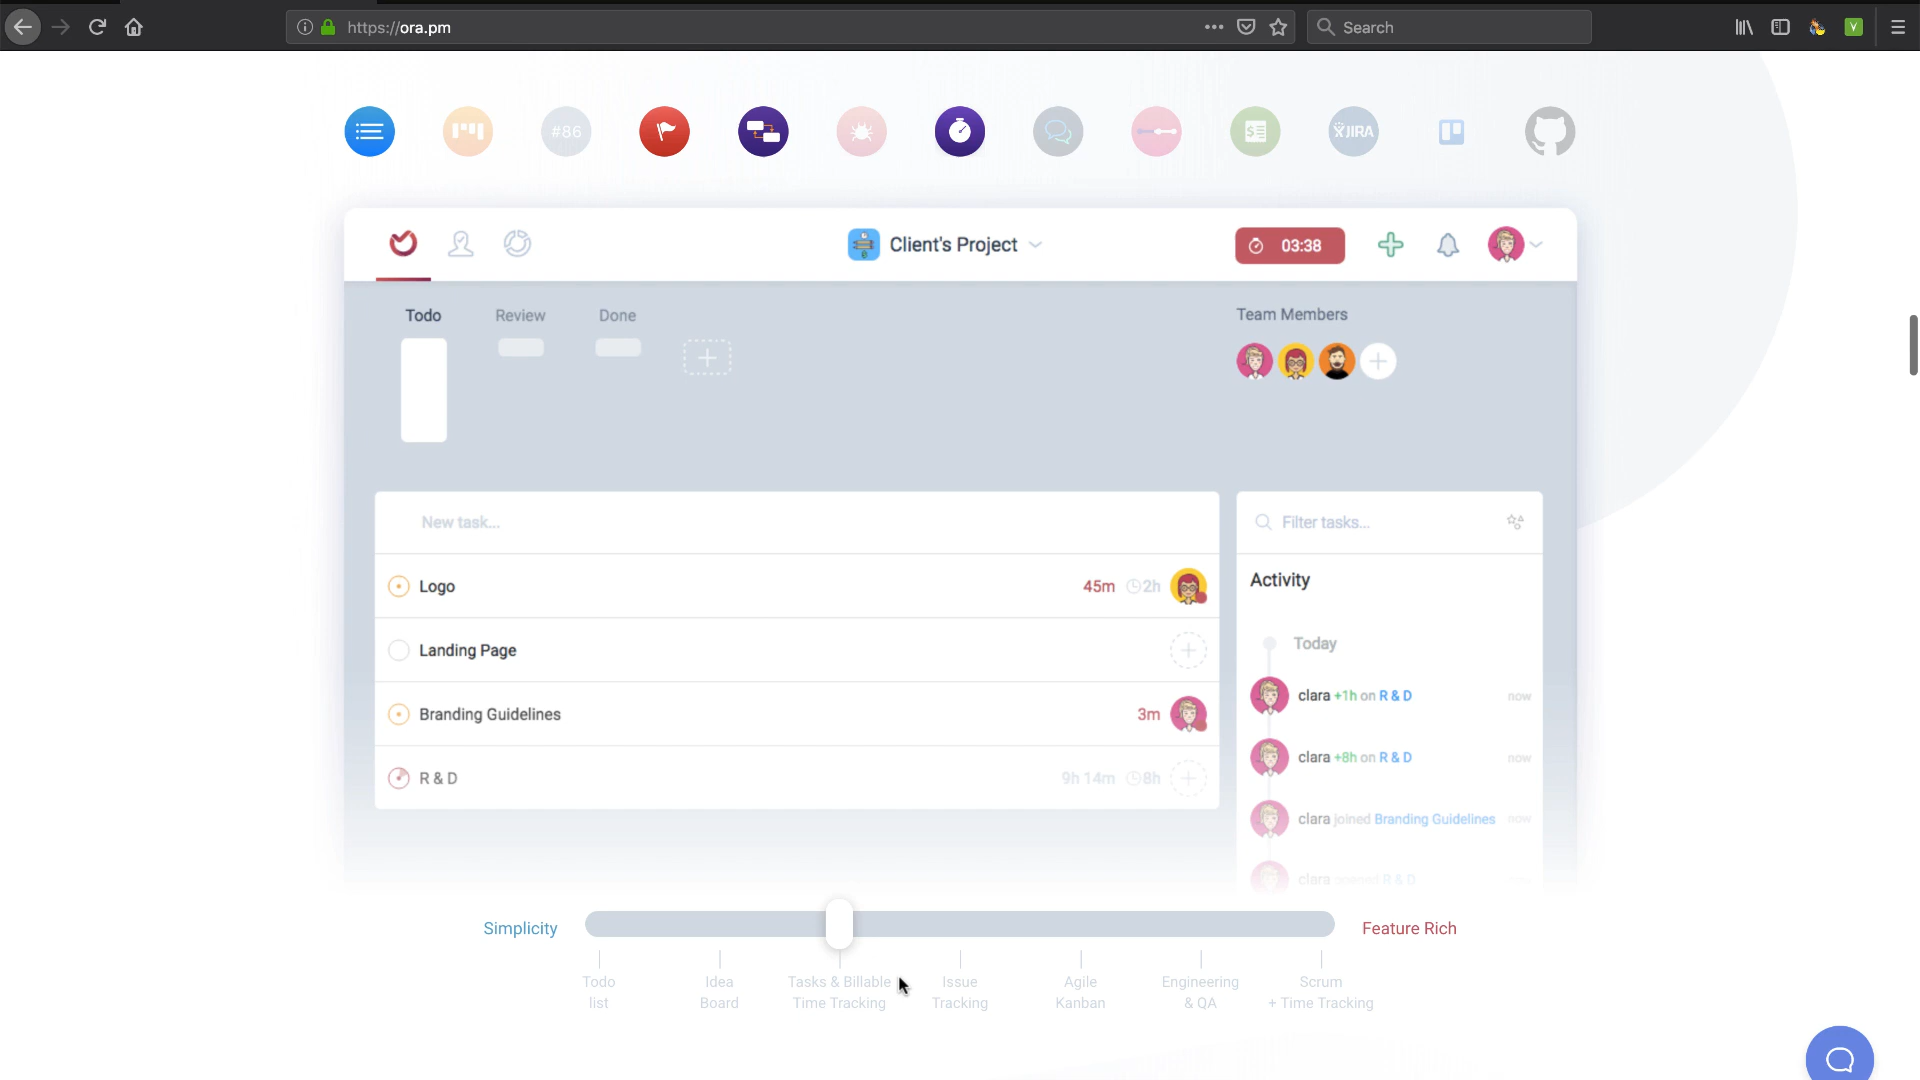 https://ora.pm
Search
#86
JIRA
Client's Project
03:38
Todo
Review
Done
Team Members
New task...
Filter tasks...
Logo
45m
2h
Activity
Landing Page
Today
Branding Guidelines
3m
clara +1h on R & D
now
R & D
9h 14m
8h
clara +8h on R & D
now
clara joined Branding Guidelines
now
clara opened R & D
Simplicity
Feature Rich
Todo
list
Idea
Board
Tasks & Billable
Time Tracking
Issue
Tracking
Agile
Kanban
Engineering
& QA
Scrum
+ Time Tracking